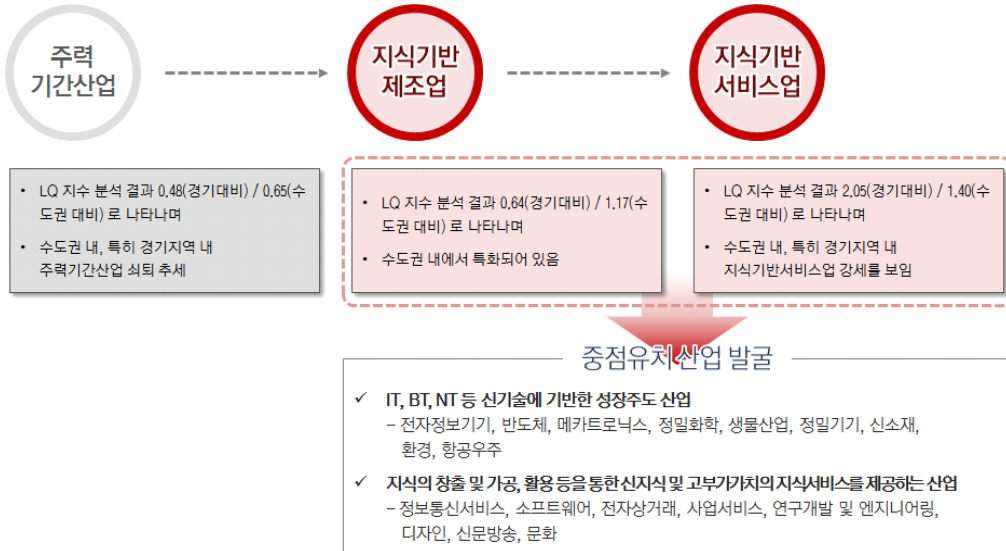 주력
기간산업
지식기반
제조업
지식기반
서비스업
• LQ 지수 분석 결과 0.48(경기대비) / 0.65(수
도권 대비) 로 나타나며
• 수도권 내, 특히 경기지역 내
주력기간산업 쇠퇴 추세
• LQ 지수 분석 결과 0.64(경기대비) / 1.17(수
도권 대비) 로 나타나며
• 수도권 내에서 특화되어 있음
• LQ 지수 분석 결과 2.05(경기대비) / 1.40(수
도권 대비) 로 나타나며
• 수도권 내, 특히 경기지역 내
지식기반서비스업 강세를 보임
중점유치 산업 발굴
✓ IT, BT, NT 등 신기술에 기반한 성장주도 산업
– 전자정보기기, 반도체, 메카트로닉스, 정밀화학, 생물산업, 정밀기기, 신소재,
환경, 항공우주
✓ 지식의 창출 및 가공, 활용 등을 통한 신지식 및 고부가가치의 지식서비스를 제공하는 산업
– 정보통신서비스, 소프트웨어, 전자상거래, 사업서비스, 연구개발 및 엔지니어링,
디자인, 신문방송, 문화